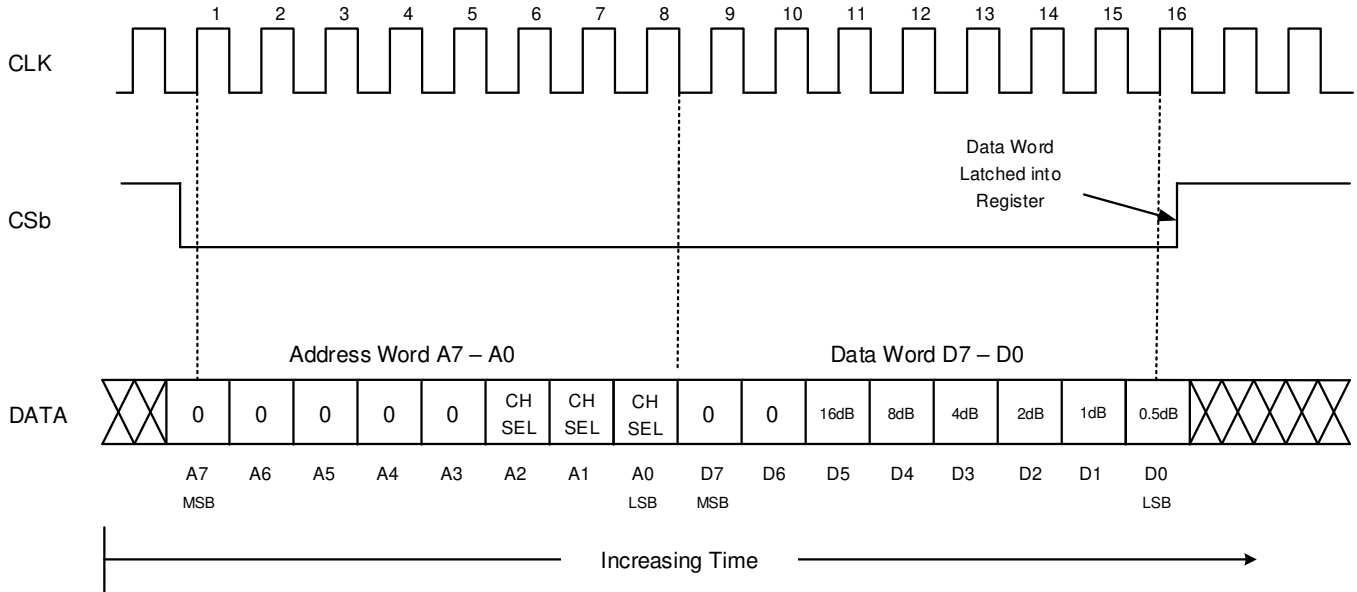 1 2 3 4 5 6 7 8 9 10 11 12 13 14 15 16
CLK
Data Word
Latched into
Register
CSb
Address Word A7 – A0
Data Word D7 – D0
DATA
0 0 0 0 0 CH SEL CH SEL CH SEL 0 0 16dB 8dB 4dB 2dB 1dB 0.5dB
A7 A6 A5 A4 A3 A2 A1 A0 D7 D6 D5 D4 D3 D2 D1 D0
MSB LSB MSB LSB
Increasing Time